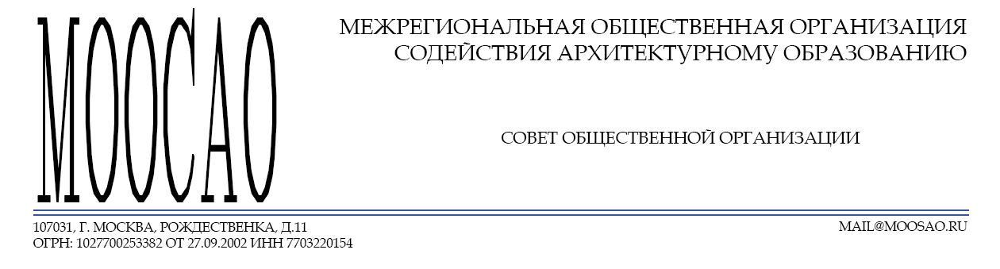 МООСАО
МЕЖРЕГИОНАЛЬНАЯ ОБЩЕСТВЕННАЯ ОРГАНИЗАЦИЯ
СОДЕЙСТВИЯ АРХИТЕКТУРНОМУ ОБРАЗОВАНИЮ
СОВЕТ ОБЩЕСТВЕННОЙ ОРГАНИЗАЦИИ
107031, Г. МОСКВА, РОЖДЕСТВЕНКА, Д.11
MAIL@MOOSAO.RU
ОГРН: 1027700253382 ОТ 27.09.2002 ИНН 7703220154